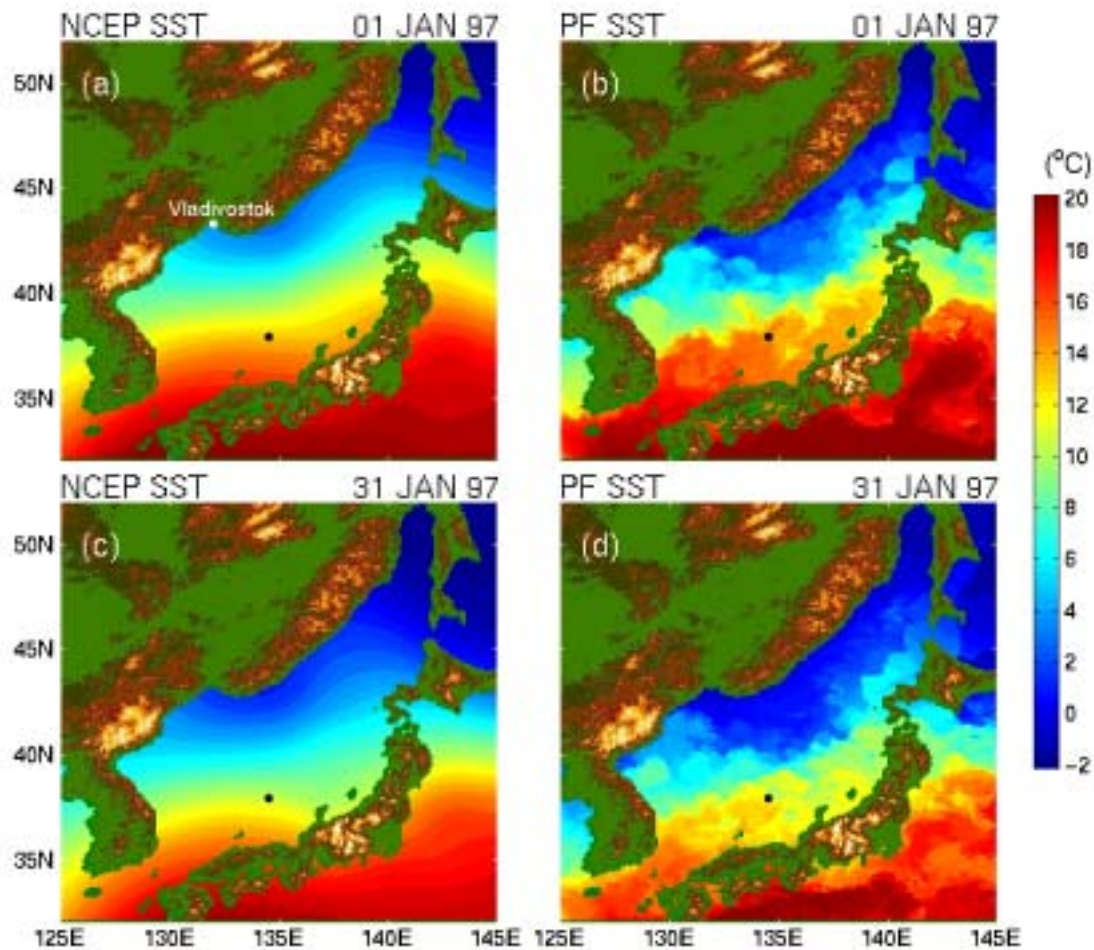 NCEP SST 01 JAN 97
PF SST 01 JAN 97
(a)
(b)
50N
45N
40N
35N
Vladivostok
(°C)
20
18
16
14
12
10
8
6
4
2
0
-2
NCEP SST 31 JAN 97
PF SST 31 JAN 97
(c)
(d)
50N
45N
40N
35N
125E 130E 135E 140E 145E
125E 130E 135E 140E 145E